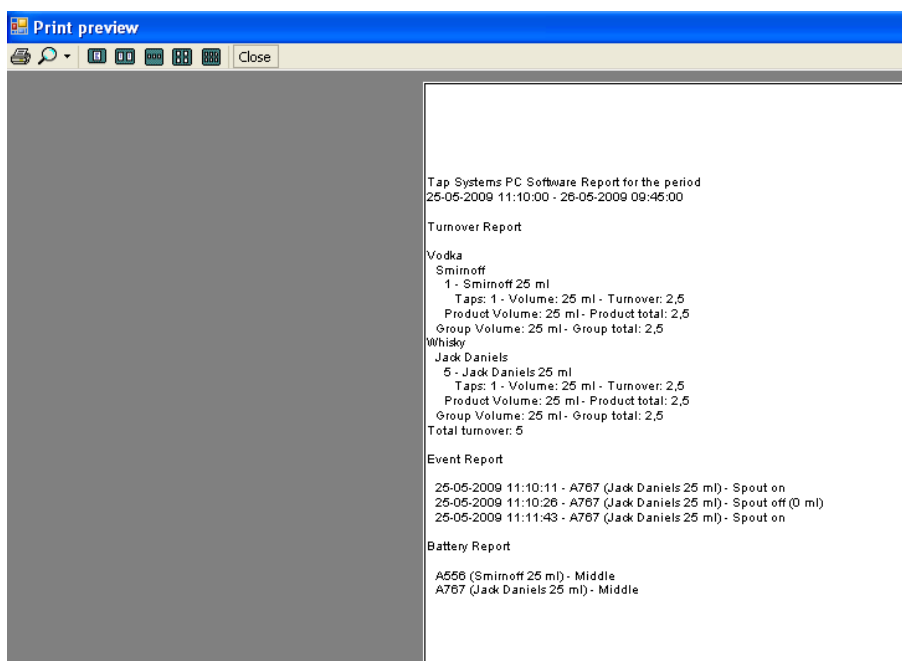 Print preview
Close
Tap Systems PC Software Report for the period
25-05-2009 11:10:00 - 26-05-2009 09:45:00
Turnover Report
Vodka
Smirnoff
1 - Smirnoff 25 ml
Taps: 1 - Volume: 25 ml - Turnover: 2,5
Product Volume: 25 ml - Product total: 2,5
Group Volume: 25 ml - Group total: 2,5
Whisky
Jack Daniels
5 - Jack Daniels 25 ml
Taps: 1 - Volume: 25 ml - Turnover: 2,5
Product Volume: 25 ml - Product total: 2,5
Group Volume: 25 ml - Group total: 2,5
Total turnover: 5
Event Report
25-05-2009 11:10:11 - A767 (Jack Daniels 25 ml) - Spout on
25-05-2009 11:10:26 - A767 (Jack Daniels 25 ml) - Spout off (0 ml)
25-05-2009 11:11:43 - A767 (Jack Daniels 25 ml) - Spout on
Battery Report
A556 (Smirnoff 25 ml) - Middle
A767 (Jack Daniels 25 ml) - Middle